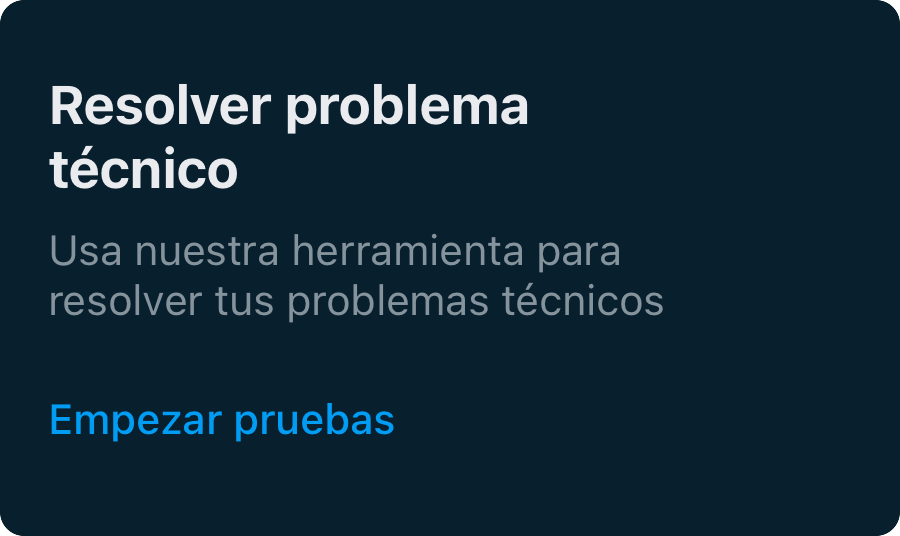 Resolver problema
técnico
Usa nuestra herramienta para
resolver tus problemas técnicos
Empezar pruebas